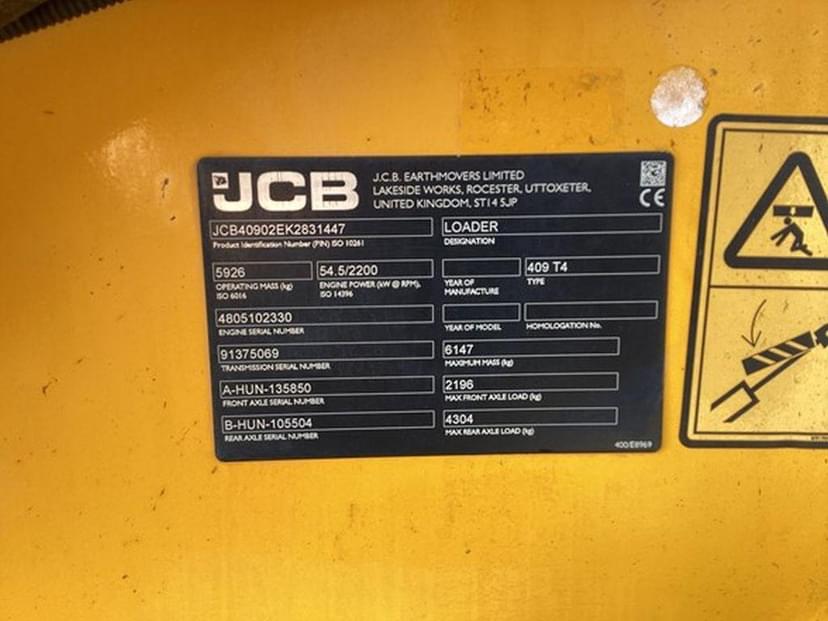 JCB
J.C.B. EARTHMOVERS LIMITED
LAKESIDE WORKS, ROCESTER, UTTOXETER,
UNITED KINGDOM, ST14 5JP
CE
JCB40902EK2831447
Product Identification Number (PIN) ISO 10261
LOADER
DESIGNATION
5926
OPERATING MASS (kg)
ISO 6016
54.5/2200
ENGINE POWER (kW @ RPM),
ISO 14396
YEAR OF
MANUFACTURE
409 T4
TYPE
4805102330
ENGINE SERIAL NUMBER
YEAR OF MODEL
HOMOLOGATION No.
91375069
TRANSMISSION SERIAL NUMBER
6147
MAXIMUM MASS (kg)
A-HUN-135850
FRONT AXLE SERIAL NUMBER
2196
MAX FRONT AXLE LOAD (kg)
B-HUN-105504
REAR AXLE SERIAL NUMBER
4304
MAX REAR AXLE LOAD (kg)
400/E8969